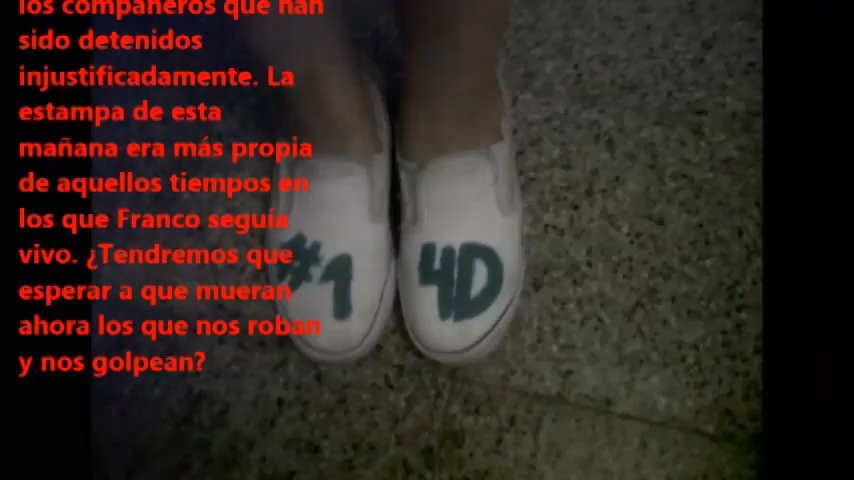 los compañeros que han
sido detenidos
injustificadamente. La
estampa de esta
mañana era más propia
de aquellos tiempos en
los que Franco seguía
vivo. ¿Tendremos que
esperar a que mueran
ahora los que nos roban
y nos golpean?
#1 4D